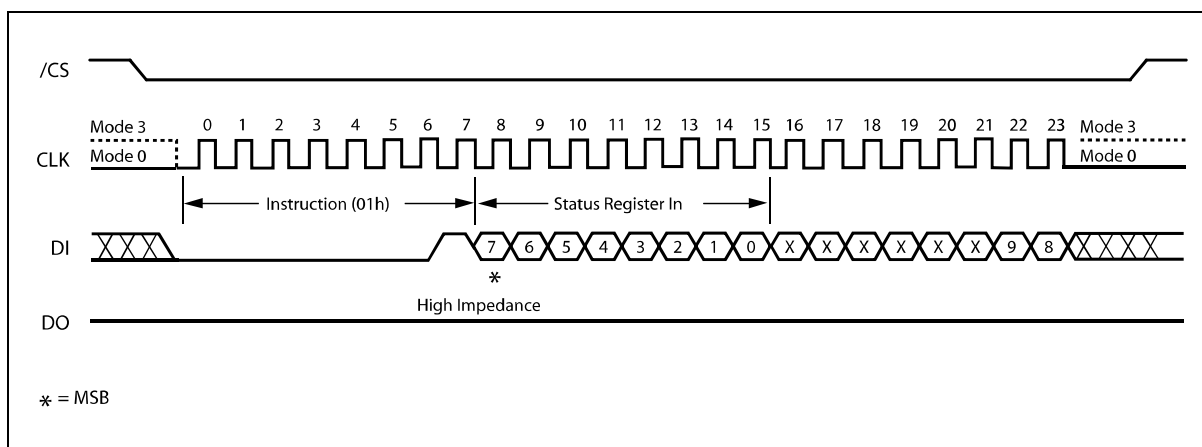 /CS
Mode 3 0 1 2 3 4 5 6 7 8 9 10 11 12 13 14 15 16 17 18 19 20 21 22 23 Mode 3
CLK Mode 0 Mode 0
Instruction (01h) Status Register In
DI 7 6 5 4 3 2 1 0 X X X X X X 9 8
*
High Impedance
DO
* = MSB